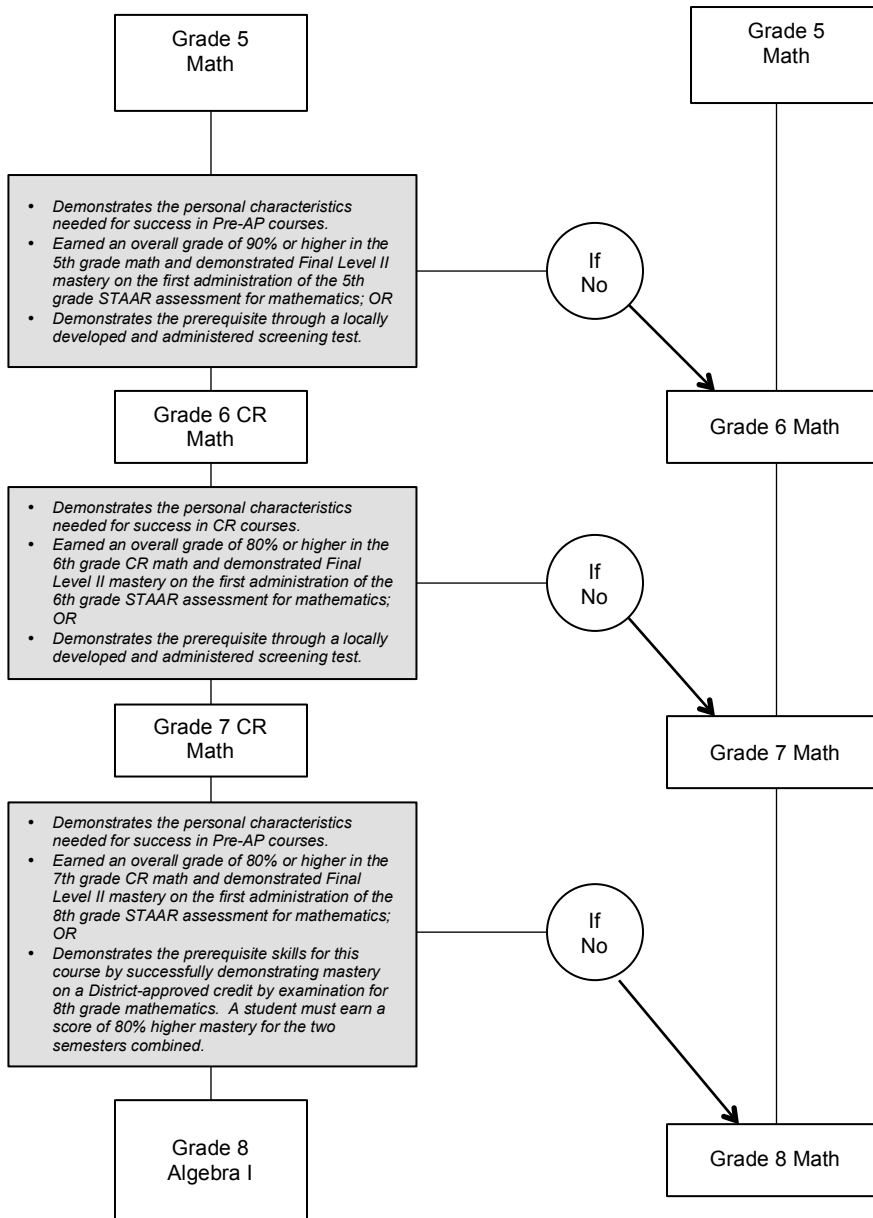 Grade 5
Math
Grade 5
Math
• Demonstrates the personal characteristics
needed for success in Pre-AP courses.
• Earned an overall grade of 90% or higher in the
5th grade math and demonstrated Final Level II
mastery on the first administration of the 5th
grade STAAR assessment for mathematics; OR
• Demonstrates the prerequisite through a locally
developed and administered screening test.
If
No
Grade 6 CR
Math
Grade 6 Math
• Demonstrates the personal characteristics
needed for success in CR courses.
• Earned an overall grade of 80% or higher in the
6th grade CR math and demonstrated Final
Level II mastery on the first administration of the
6th grade STAAR assessment for mathematics;
OR
• Demonstrates the prerequisite through a locally
developed and administered screening test.
If
No
Grade 7 CR
Math
Grade 7 Math
• Demonstrates the personal characteristics
needed for success in Pre-AP courses.
• Earned an overall grade of 80% or higher in the
7th grade CR math and demonstrated Final
Level II mastery on the first administration of the
8th grade STAAR assessment for mathematics;
OR
• Demonstrates the prerequisite skills for this
course by successfully demonstrating mastery
on a District-approved credit by examination for
8th grade mathematics.  A student must earn a
score of 80% higher mastery for the two
semesters combined.
If
No
Grade 8
Algebra I
Grade 8 Math